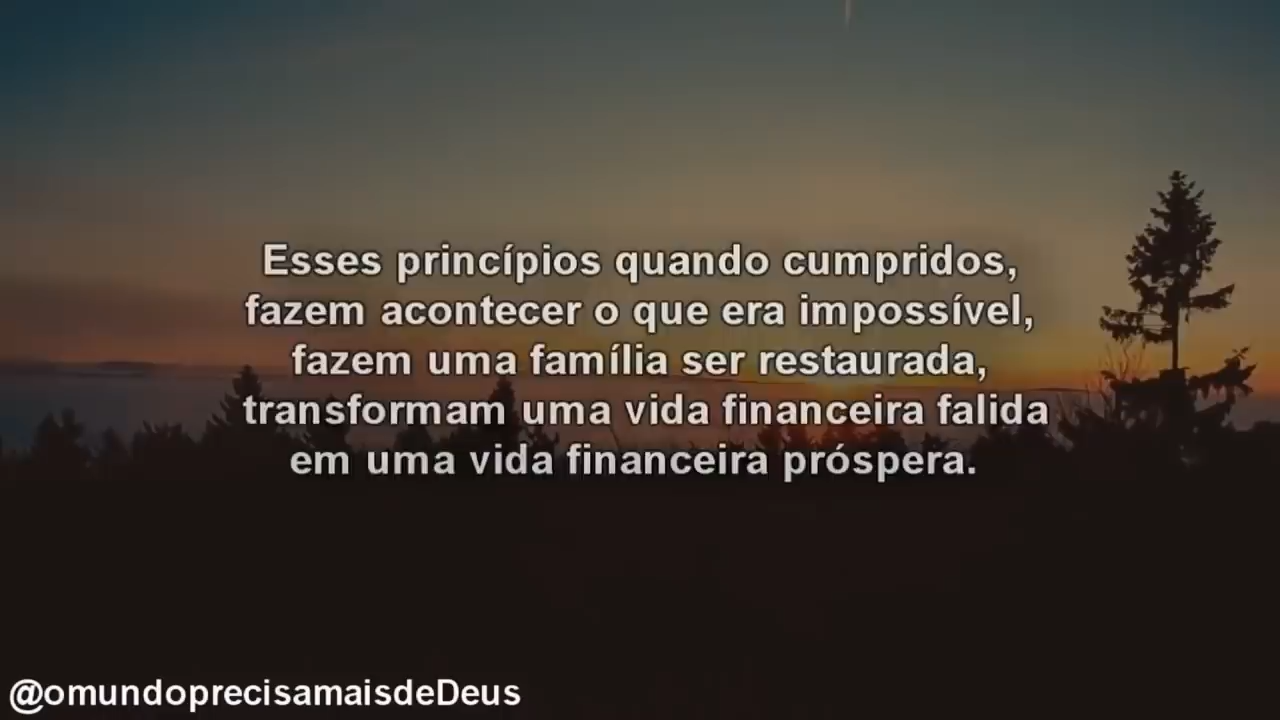 Esses princípios quando cumpridos,
fazem acontecer o que era impossível,
fazem uma família ser restaurada,
transformam uma vida financeira falida
em uma vida financeira próspera.
@omundoprecisamaisdeDeus